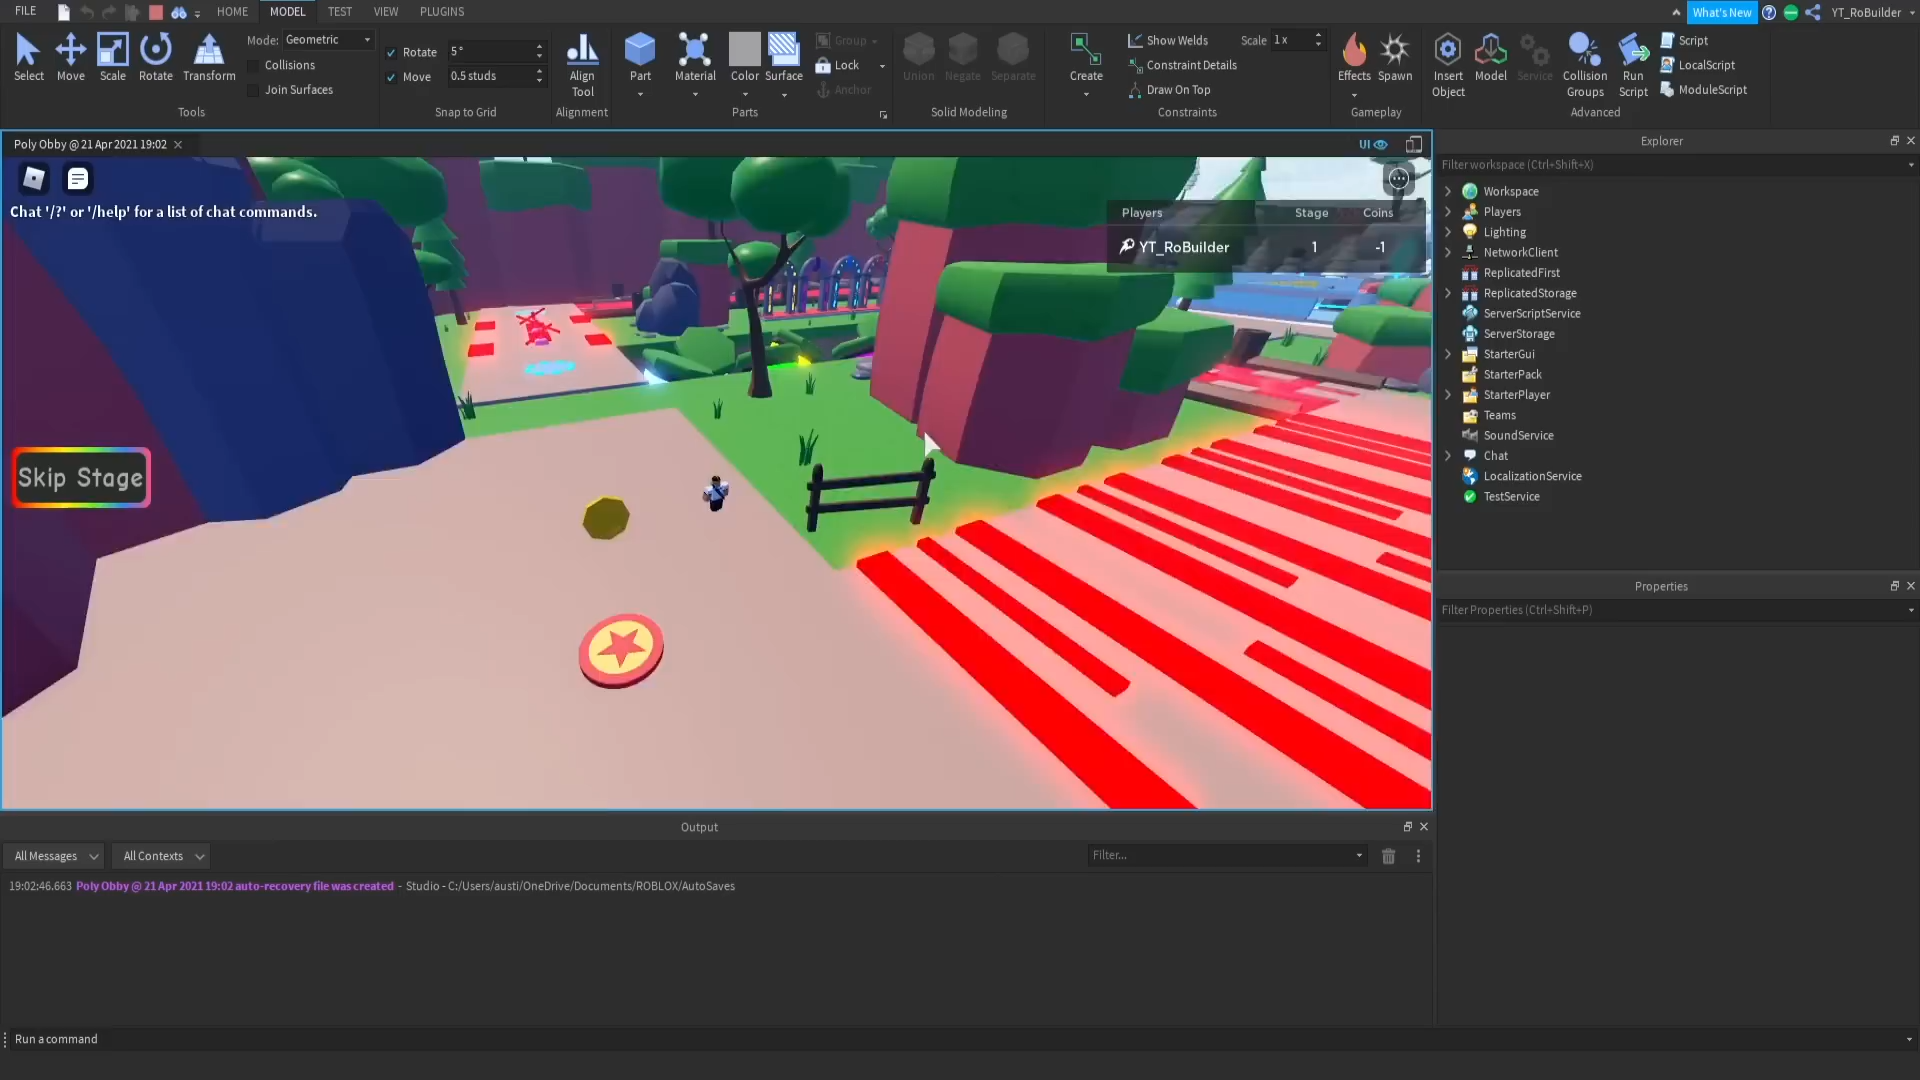 FILE HOME MODEL TEST VIEW PLUGINS What's New YT_RoBuilder
Select Move Scale Rotate Transform
Mode: Geometric
Collisions
Join Surfaces
Tools
Rotate 5°
Move 0.5 studs
Snap to Grid
Align Tool
Alignment
Part Material Color Surface
Group
Lock
Anchor
Parts
Union Negate Separate
Solid Modeling
Create
Show Welds Scale 1 x
Constraint Details
Draw On Top
Constraints
Effects Spawn
Gameplay
Insert Object
Model
Service
Collision Groups
Run Script
Script
LocalScript
ModuleScript
Advanced
Poly Obby @ 21 Apr 2021 19:02
UI
Chat '/?' or '/help' for a list of chat commands.
Players Stage Coins
YT_RoBuilder 1 -1
Skip Stage
Explorer
Filter workspace (Ctrl+Shift+X)
Workspace
Players
Lighting
NetworkClient
ReplicatedFirst
ReplicatedStorage
ServerScriptService
ServerStorage
StarterGui
StarterPack
StarterPlayer
Teams
SoundService
Chat
LocalizationService
TestService
Properties
Filter Properties (Ctrl+Shift+P)
Output
All Messages All Contexts Filter...
19:02:46.663 Poly Obby @ 21 Apr 2021 19:02 auto-recovery file was created - Studio - C:/Users/austi/OneDrive/Documents/ROBLOX/AutoSaves
Run a command